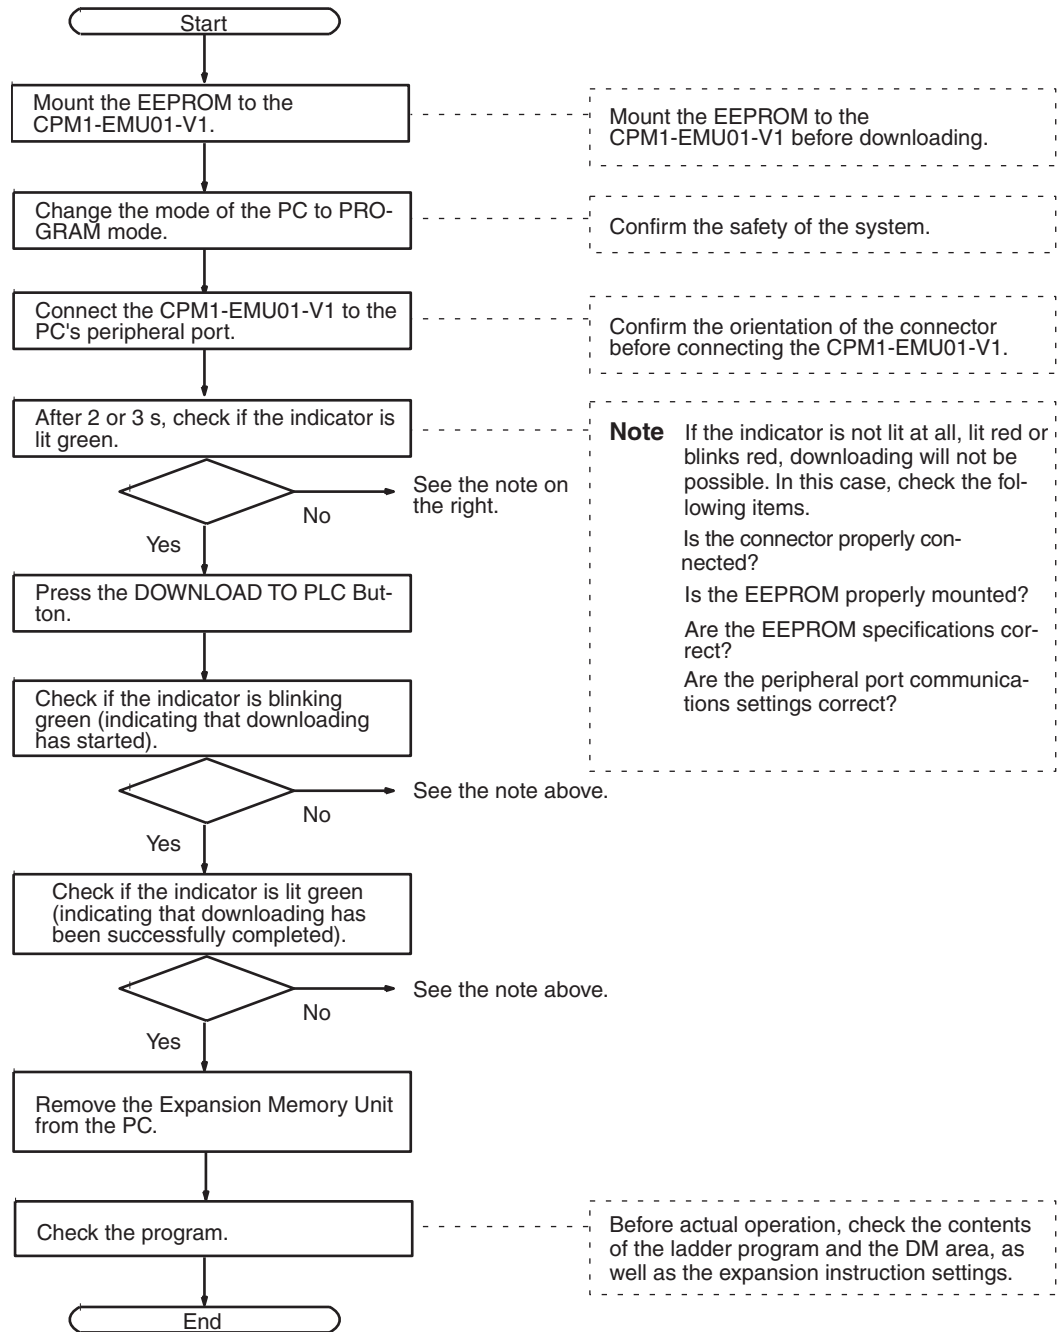 Start
Mount the EEPROM to the
CPM1-EMU01-V1.
Mount the EEPROM to the
CPM1-EMU01-V1 before downloading.
Change the mode of the PC to PRO-
GRAM mode.
Confirm the safety of the system.
Connect the CPM1-EMU01-V1 to the
PC's peripheral port.
Confirm the orientation of the connector
before connecting the CPM1-EMU01-V1.
After 2 or 3 s, check if the indicator is
lit green.
Note If the indicator is not lit at all, lit red or
blinks red, downloading will not be
possible. In this case, check the fol-
lowing items.
Is the connector properly con-
nected?
Is the EEPROM properly mounted?
Are the EEPROM specifications cor-
rect?
Are the peripheral port communica-
tions settings correct?
See the note on
the right.
No
Yes
Press the DOWNLOAD TO PLC But-
ton.
Check if the indicator is blinking
green (indicating that downloading
has started).
See the note above.
No
Yes
Check if the indicator is lit green
(indicating that downloading has
been successfully completed).
See the note above.
No
Yes
Remove the Expansion Memory Unit
from the PC.
Check the program.
Before actual operation, check the contents
of the ladder program and the DM area, as
well as the expansion instruction settings.
End